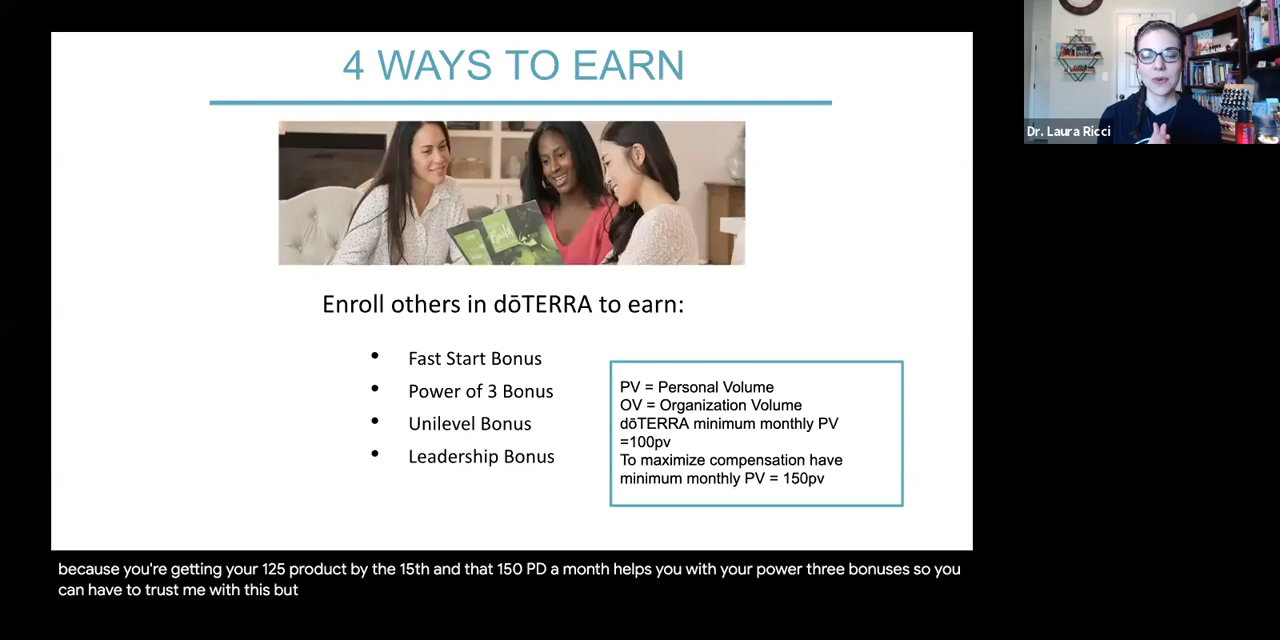 4 WAYS TO EARN
Build
Enroll others in dōTERRA to earn:
• Fast Start Bonus
• Power of 3 Bonus
• Unilevel Bonus
• Leadership Bonus
PV = Personal Volume
OV = Organization Volume
dōTERRA minimum monthly PV
=100pv
To maximize compensation have
minimum monthly PV = 150pv
Dr. Laura Ricci
because you're getting your 125 product by the 15th and that 150 PD a month helps you with your power three bonuses so you
can have to trust me with this but